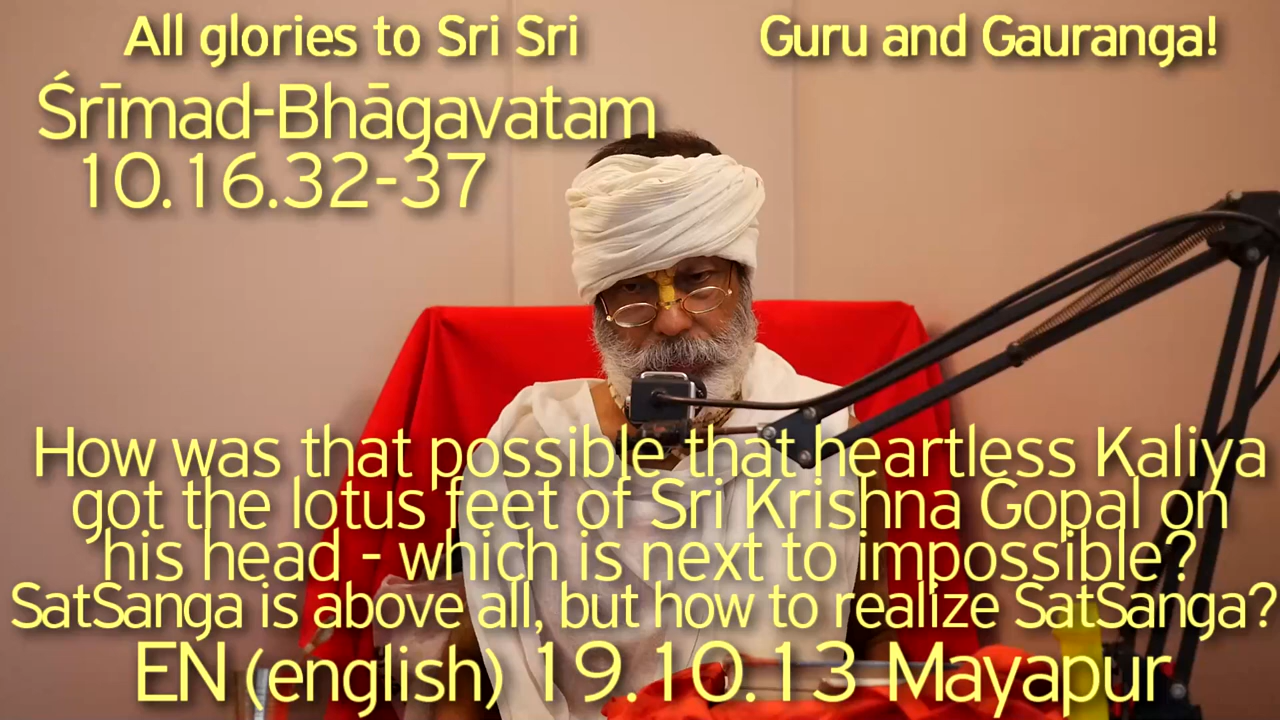 All glories to Sri Sri Guru and Gauranga!
Śrīmad-Bhāgavatam
10.16.32-37
How was that possible that heartless Kaliya
got the lotus feet of Sri Krishna Gopal on
his head - which is next to impossible?
SatSanga is above all, but how to realize SatSanga?
EN (english) 19.10.13 Mayapur